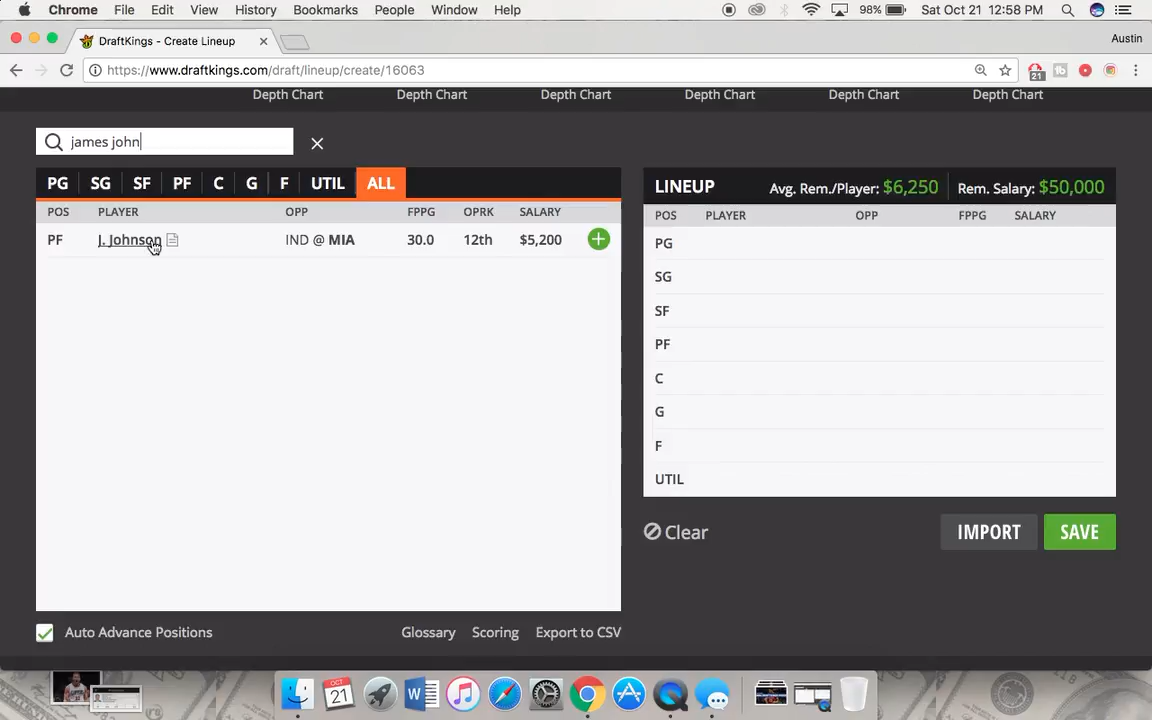 Chrome File Edit View History Bookmarks People Window Help 98% Sat Oct 21 12:58 PM
DraftKings - Create Lineup Austin
https://www.draftkings.com/draft/lineup/create/16063 21
Depth Chart Depth Chart Depth Chart Depth Chart Depth Chart Depth Chart
james john
PG SG SF PF C G F UTIL ALL
POS PLAYER OPP FPPG OPRK SALARY
PF J. Johnson IND @ MIA 30.0 12th $5,200
LINEUP Avg. Rem./Player: $6,250 Rem. Salary: $50,000
POS PLAYER OPP FPPG SALARY
PG
SG
SF
PF
C
G
F
UTIL
Clear IMPORT SAVE
Auto Advance Positions Glossary Scoring Export to CSV
OCT
21